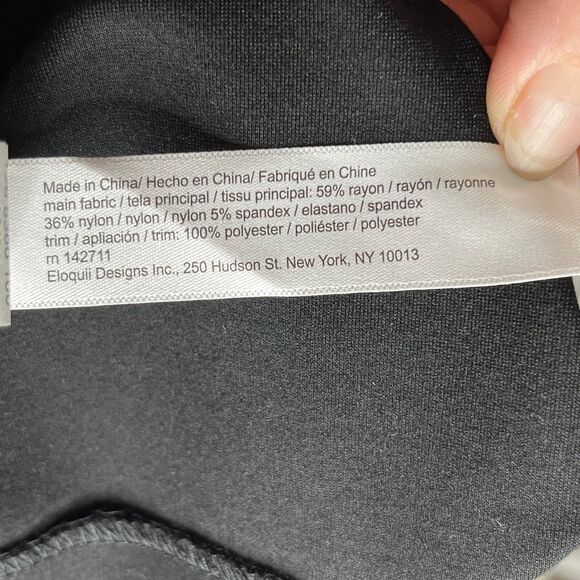 Made in China/ Hecho en China/ Fabriqué en Chine
main fabric / tela principal / tissu principal: 59% rayon / rayón / rayonne
36% nylon / nylon / nylon 5% spandex / elastano / spandex
trim / apliación / trim: 100% polyester / poliéster / polyester
rn 142711
Eloquii Designs Inc., 250 Hudson St. New York, NY 10013